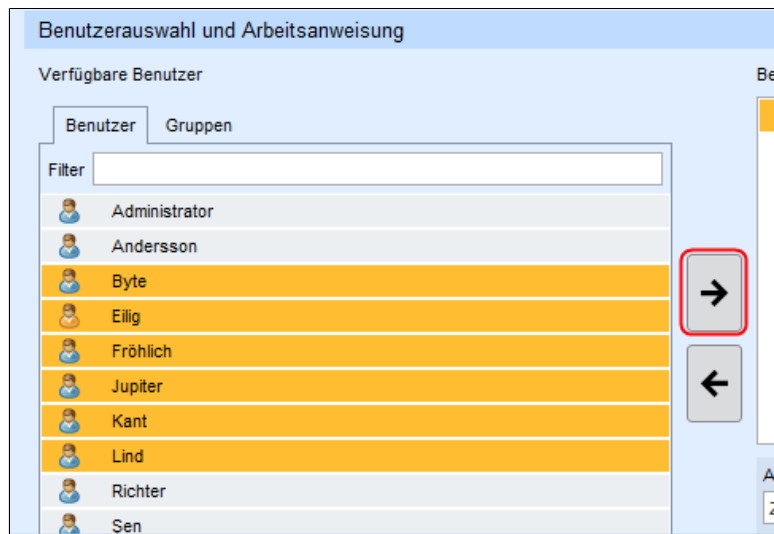 Benutzerauswahl und Arbeitsanweisung
Verfügbare Benutzer
Benutzer Gruppen
Filter
Administrator
Andersson
Byte
Eilig
Fröhlich
Jupiter
Kant
Lind
Richter
Sen